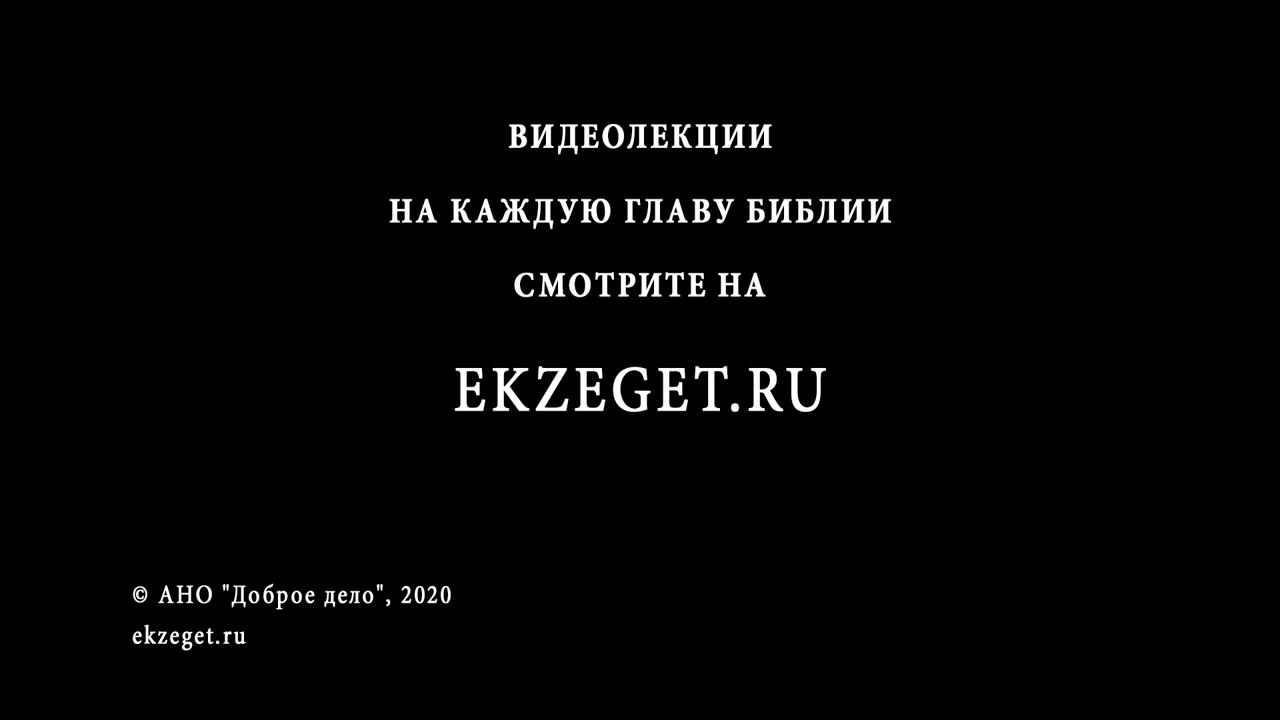 ВИДЕОЛЕКЦИИ
НА КАЖДУЮ ГЛАВУ БИБЛИИ
СМОТРИТЕ НА
EKZEGET.RU
© АНО "Доброе дело", 2020
ekzeget.ru